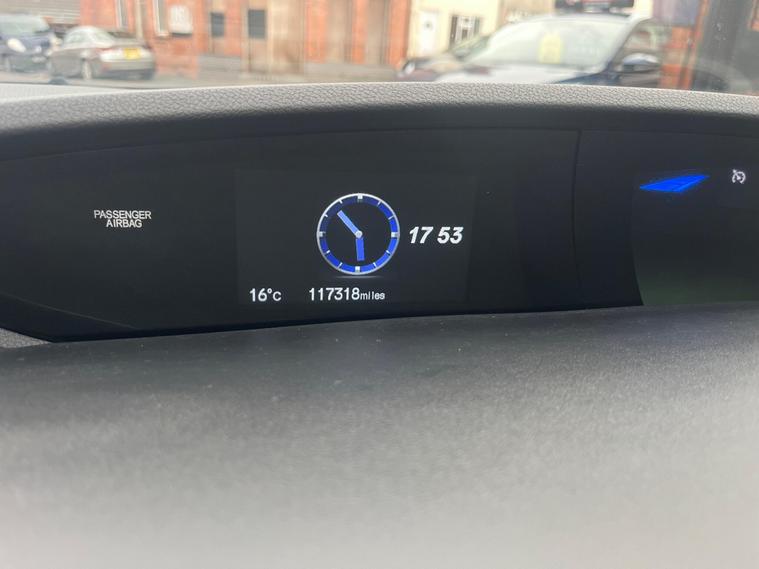 PASSENGER
AIRBAG
17 53
16°C
117318miles